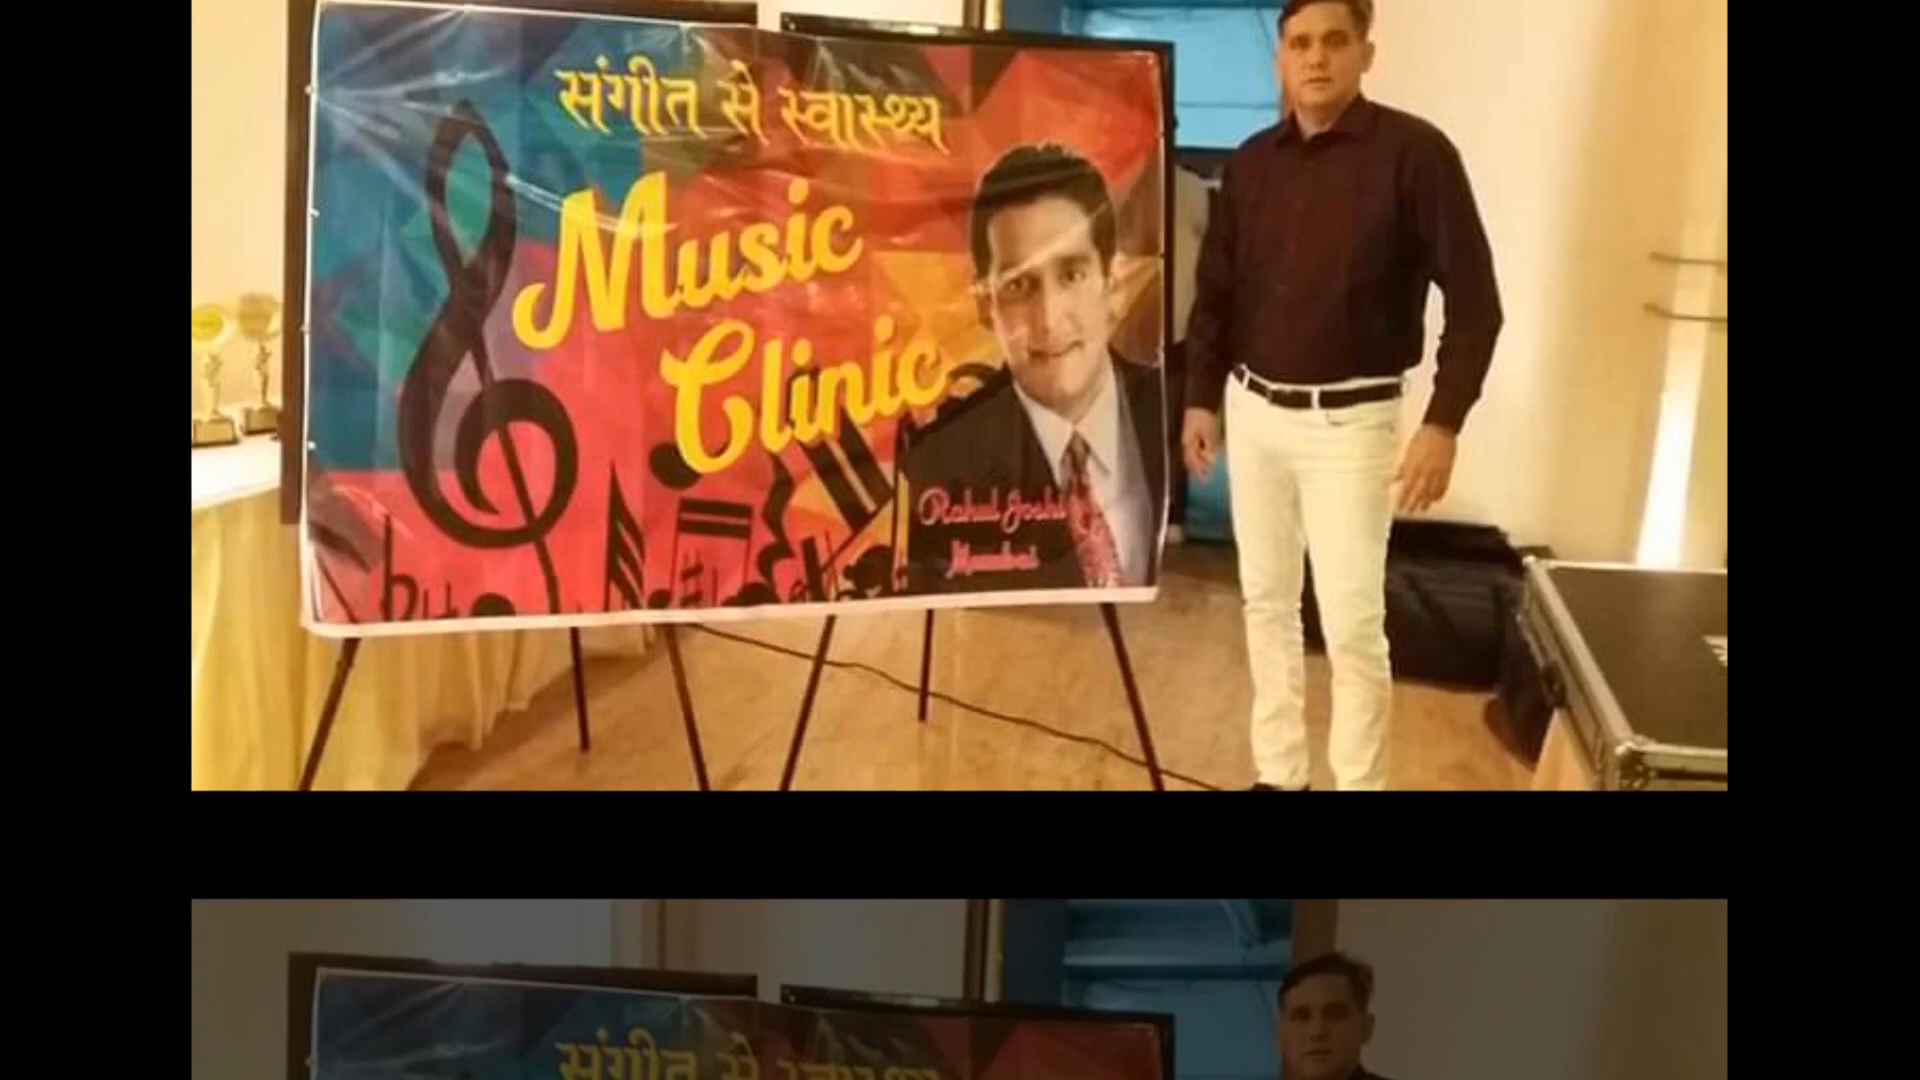 संगीत से स्वास्थ्य
Music
Clinic
Rahul Joshi
Mumbai
संगीत से स्वास्थ्य